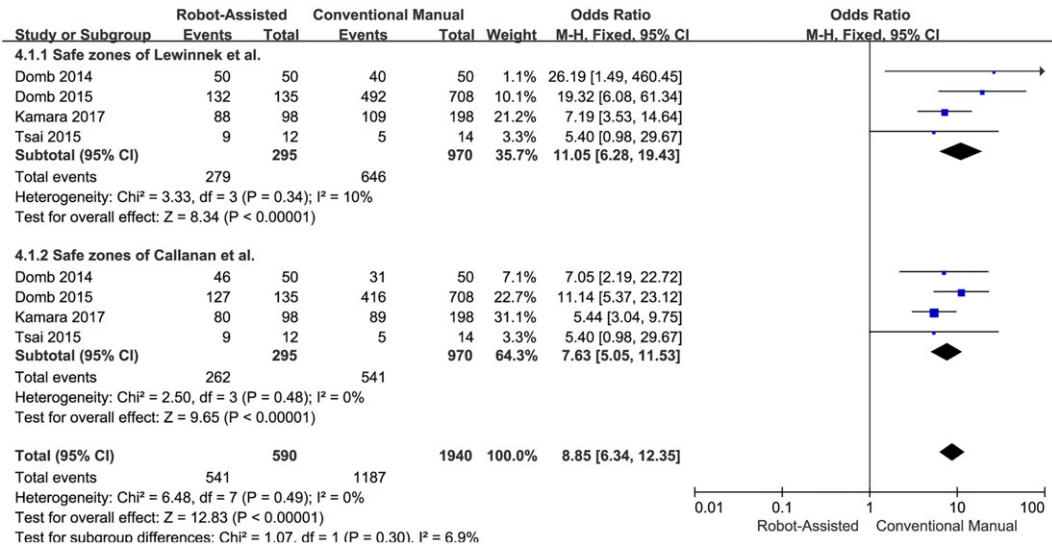 Robot-Assisted Conventional Manual Odds Ratio Odds Ratio
Study or Subgroup Events Total Events Total Weight M-H, Fixed, 95% CI M-H, Fixed, 95% CI
4.1.1 Safe zones of Lewinnek et al.
Domb 2014 50 50 40 50 1.1% 26.19 [1.49, 460.45]
Domb 2015 132 135 492 708 10.1% 19.32 [6.08, 61.34]
Kamara 2017 88 98 109 198 21.2% 7.19 [3.53, 14.64]
Tsai 2015 9 12 5 14 3.3% 5.40 [0.98, 29.67]
Subtotal (95% CI) 295 970 35.7% 11.05 [6.28, 19.43]
Total events 279 646
Heterogeneity: Chi² = 3.33, df = 3 (P = 0.34); I² = 10%
Test for overall effect: Z = 8.34 (P < 0.00001)
4.1.2 Safe zones of Callanan et al.
Domb 2014 46 50 31 50 7.1% 7.05 [2.19, 22.72]
Domb 2015 127 135 416 708 22.7% 11.14 [5.37, 23.12]
Kamara 2017 80 98 89 198 31.1% 5.44 [3.04, 9.75]
Tsai 2015 9 12 5 14 3.3% 5.40 [0.98, 29.67]
Subtotal (95% CI) 295 970 64.3% 7.63 [5.05, 11.53]
Total events 262 541
Heterogeneity: Chi² = 2.50, df = 3 (P = 0.48); I² = 0%
Test for overall effect: Z = 9.65 (P < 0.00001)
Total (95% CI) 590 1940 100.0% 8.85 [6.34, 12.35]
Total events 541 1187
Heterogeneity: Chi² = 6.48, df = 7 (P = 0.49); I² = 0%
Test for overall effect: Z = 12.83 (P < 0.00001)
Test for subgroup differences: Chi² = 1.07, df = 1 (P = 0.30), I² = 6.9%
0.01 0.1 1 10 100
Robot-Assisted Conventional Manual